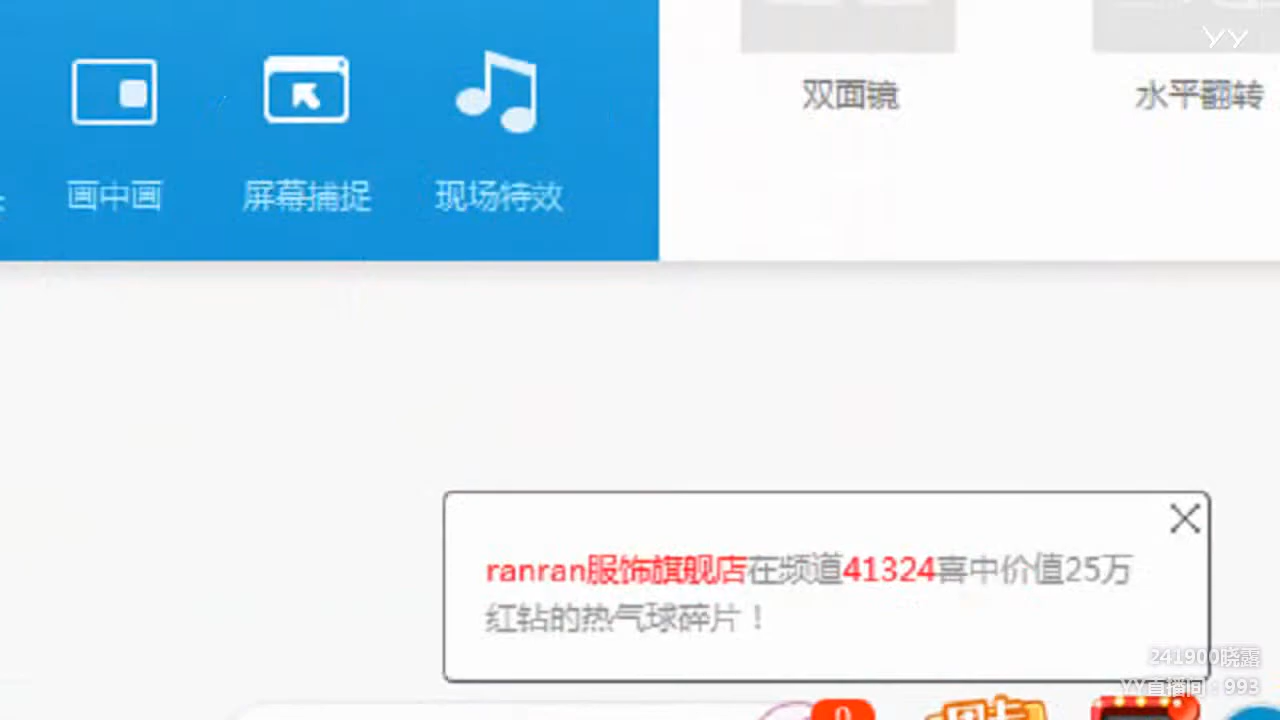 YY
双面镜
水平翻转
画中画
屏幕捕捉
现场特效
ranran服饰旗舰店在频道41324喜中价值25万
红钻的热气球碎片！
241900晓露
YY直播间：993
0